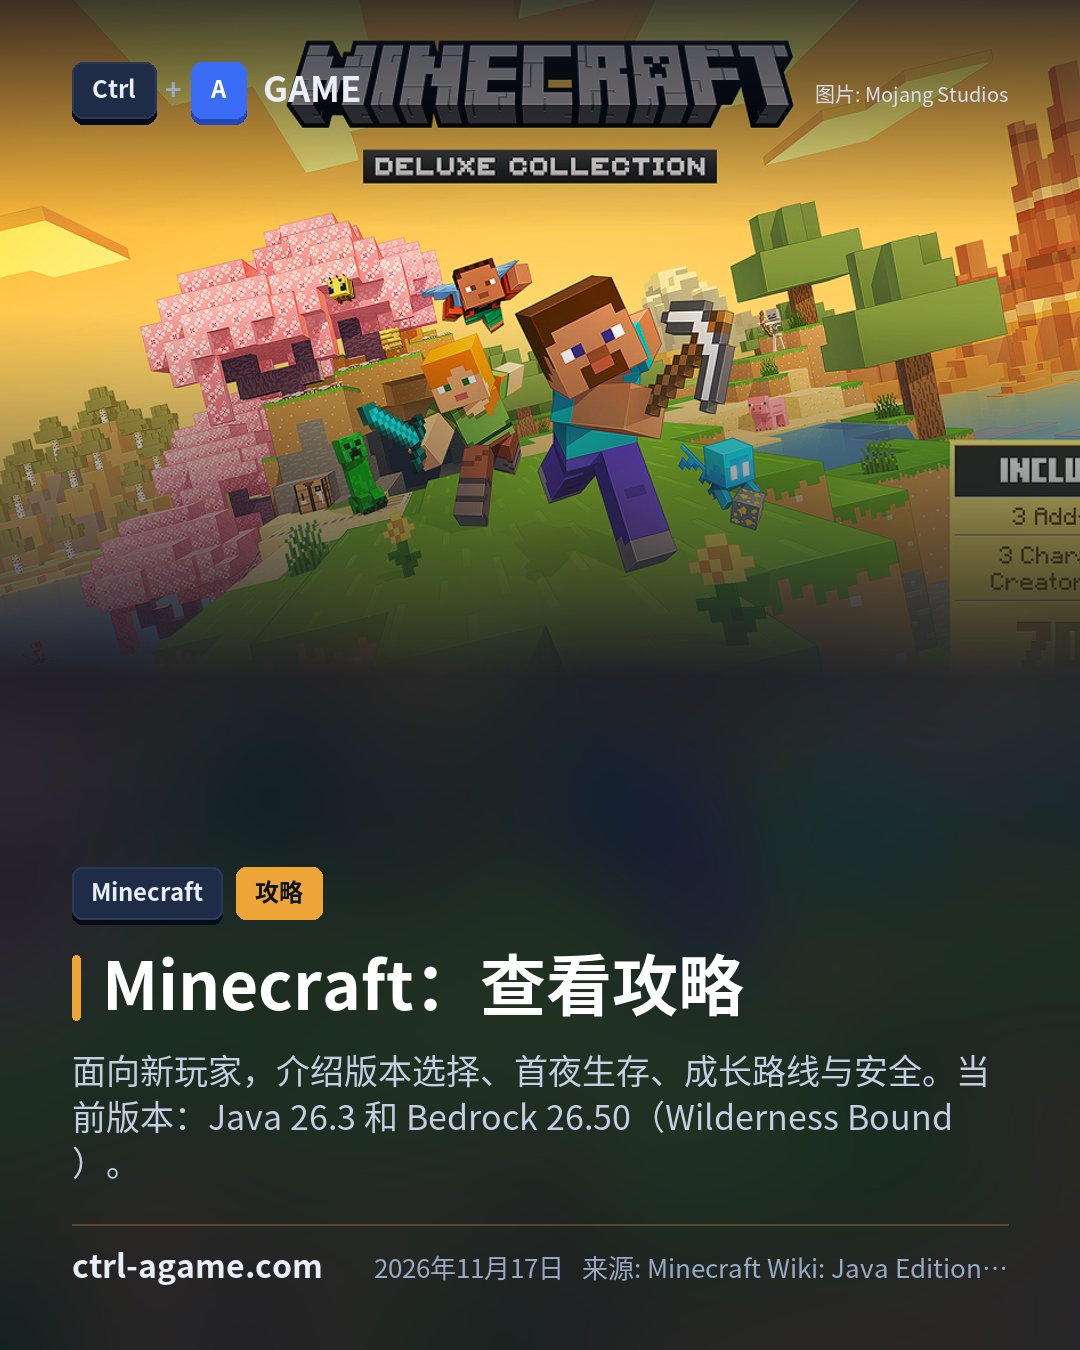 Ctrl + A GAME
MINECRAFT
图片: Mojang Studios
DELUXE COLLECTION
3 Add-
3 Char
Creator
Minecraft
攻略
Minecraft：查看攻略
面向新玩家，介绍版本选择、首夜生存、成长路线与安全。当
前版本：Java 26.3 和 Bedrock 26.50（Wilderness Bound
）。
ctrl-agame.com
2026年11月17日 来源: Minecraft Wiki: Java Edition…